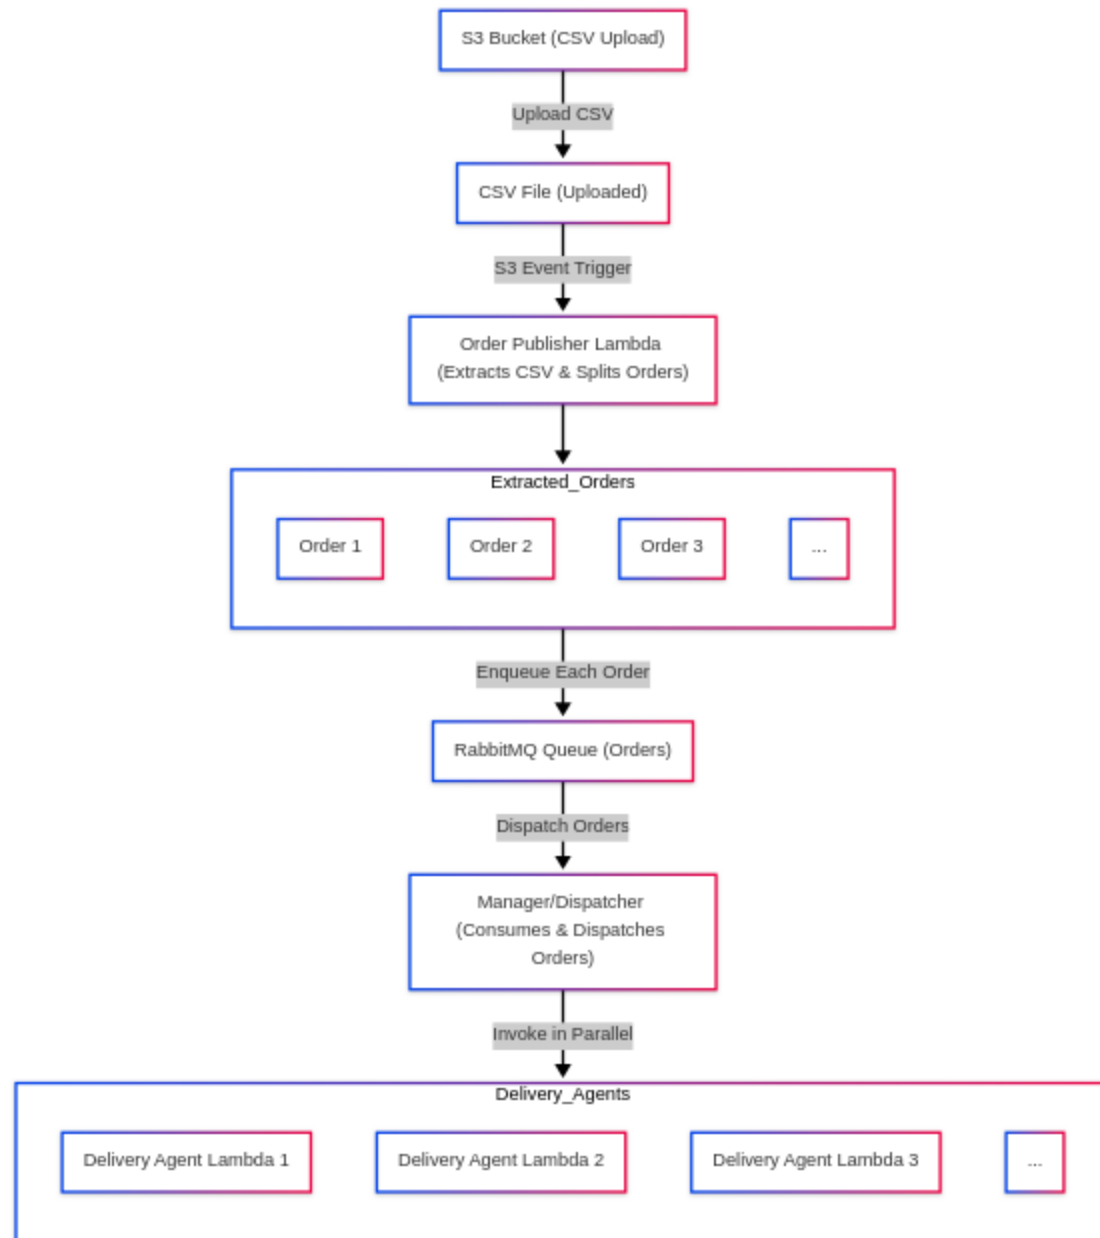 S3 Bucket (CSV Upload)
Upload CSV
CSV File (Uploaded)
S3 Event Trigger
Order Publisher Lambda
(Extracts CSV & Splits Orders)
Extracted_Orders
Order 1
Order 2
Order 3
...
Enqueue Each Order
RabbitMQ Queue (Orders)
Dispatch Orders
Manager/Dispatcher
(Consumes & Dispatches
Orders)
Invoke in Parallel
Delivery_Agents
Delivery Agent Lambda 1
Delivery Agent Lambda 2
Delivery Agent Lambda 3
...